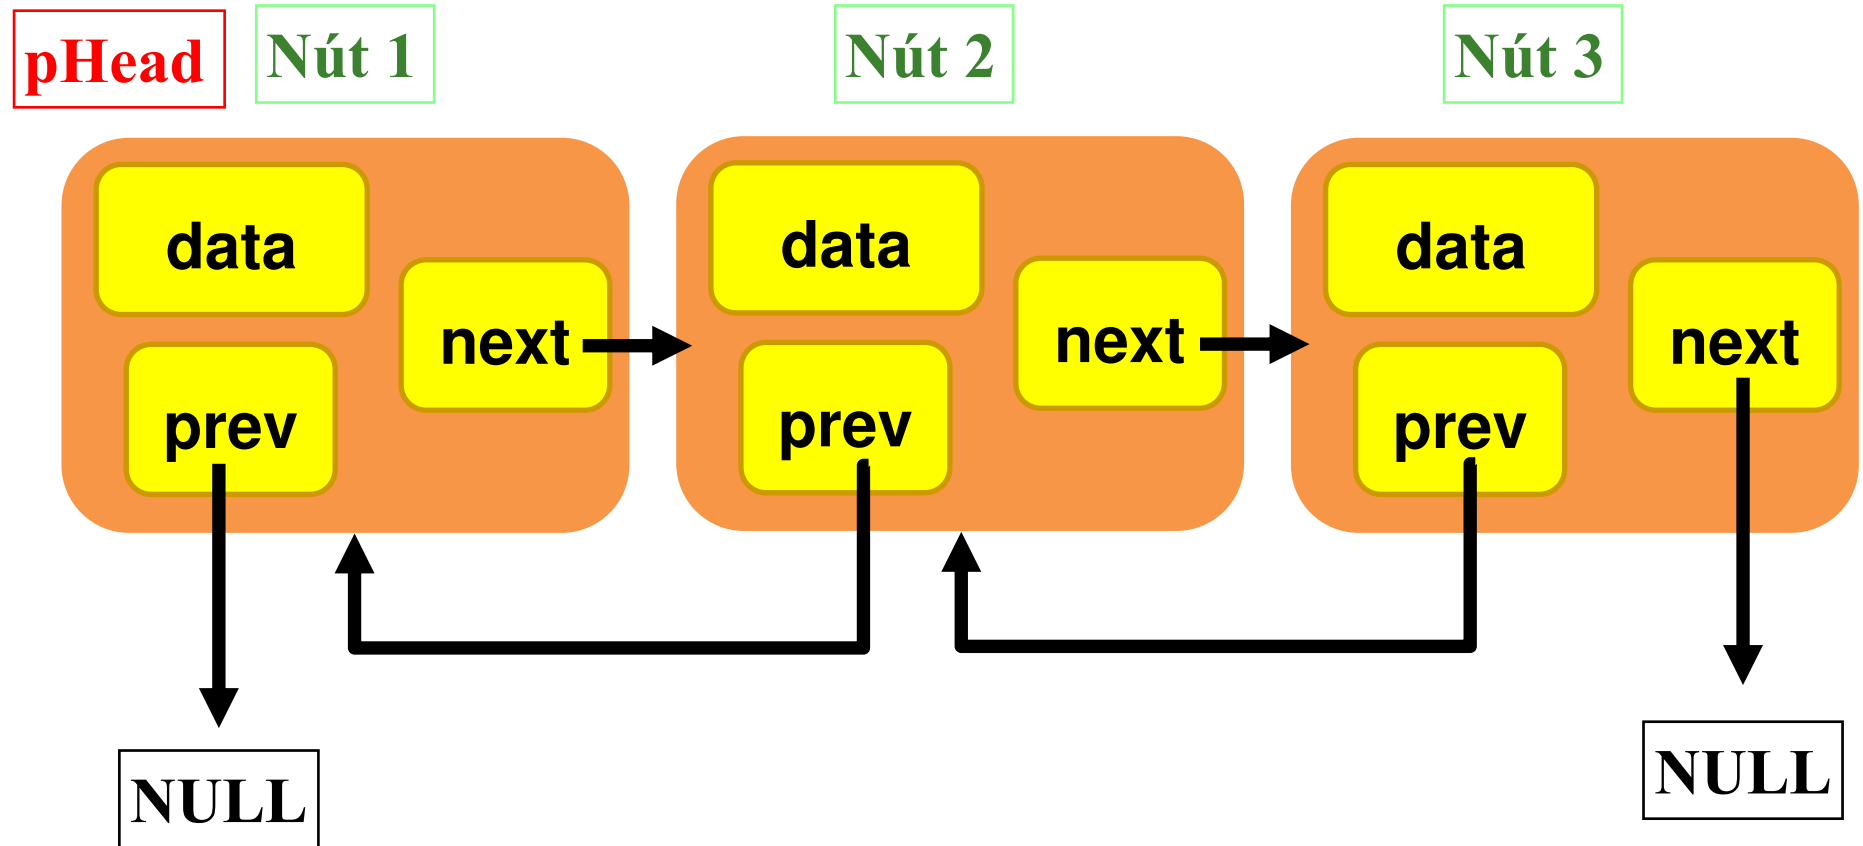 pHead
Nút 1
Nút 2
Nút 3
data
next
prev
data
next
prev
data
next
prev
NULL
NULL